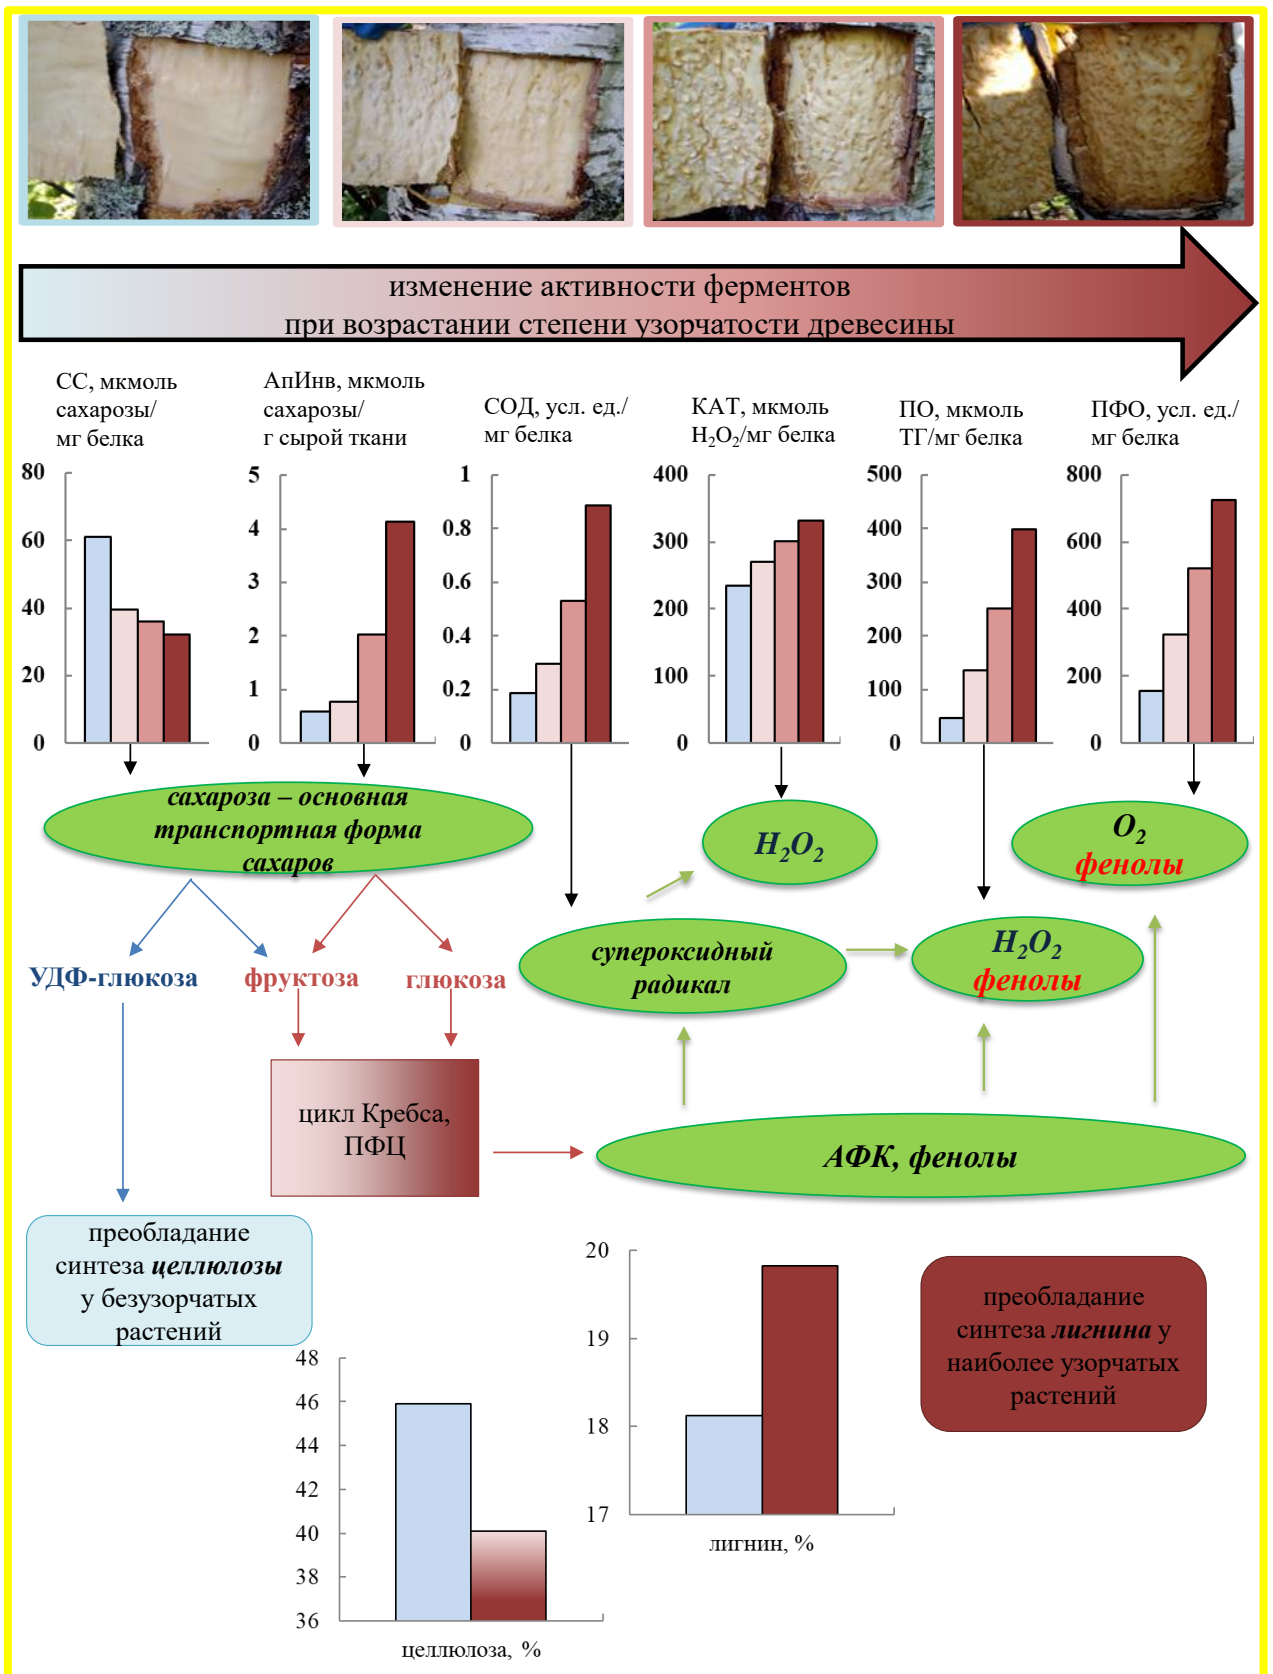 изменение активности ферментов
при возрастании степени узорчатости древесины
СС, мкмоль
сахарозы/
мг белка
80
60
40
20
0
АпИнв, мкмоль
сахарозы/
г сырой ткани
5
4
3
2
1
0
СОД, усл. ед./
мг белка
1
0.8
0.6
0.4
0.2
0
КАТ, мкмоль
H₂O₂/мг белка
400
300
200
100
0
ПО, мкмоль
ТГ/мг белка
500
400
300
200
100
0
ПФО, усл. ед./
мг белка
800
600
400
200
0
сахароза – основная
транспортная форма
сахаров
H₂O₂
O₂
фенолы
супероксидный
радикал
H₂O₂
фенолы
УДФ-глюкоза
фруктоза
глюкоза
цикл Кребса,
ПФЦ
АФК, фенолы
преобладание
синтеза целлюлозы
у безузорчатых
растений
20
19
18
17
лигнин, %
преобладание
синтеза лигнина у
наиболее узорчатых
растений
48
46
44
42
40
38
36
целлюлоза, %